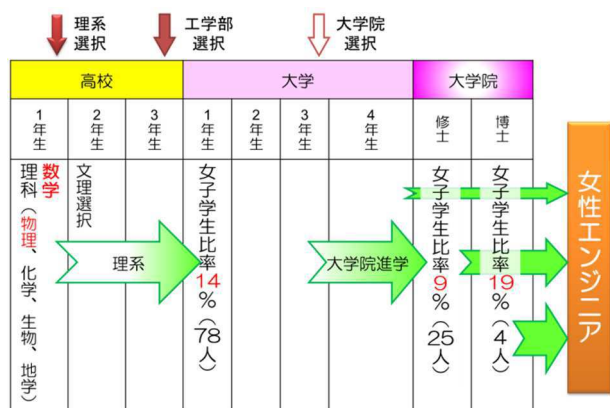 理系
選択
工学部
選択
大学院
選択
高校
大学
大学院
1年生
2年生
3年生
1年生
2年生
3年生
4年生
修士
博士
数学
理科(物理、化学、生物、地学)
文理選択
理系
女子学生比率14%(78人)
大学院進学
女子学生比率9%(25人)
女子学生比率19%(4人)
女性エンジニア